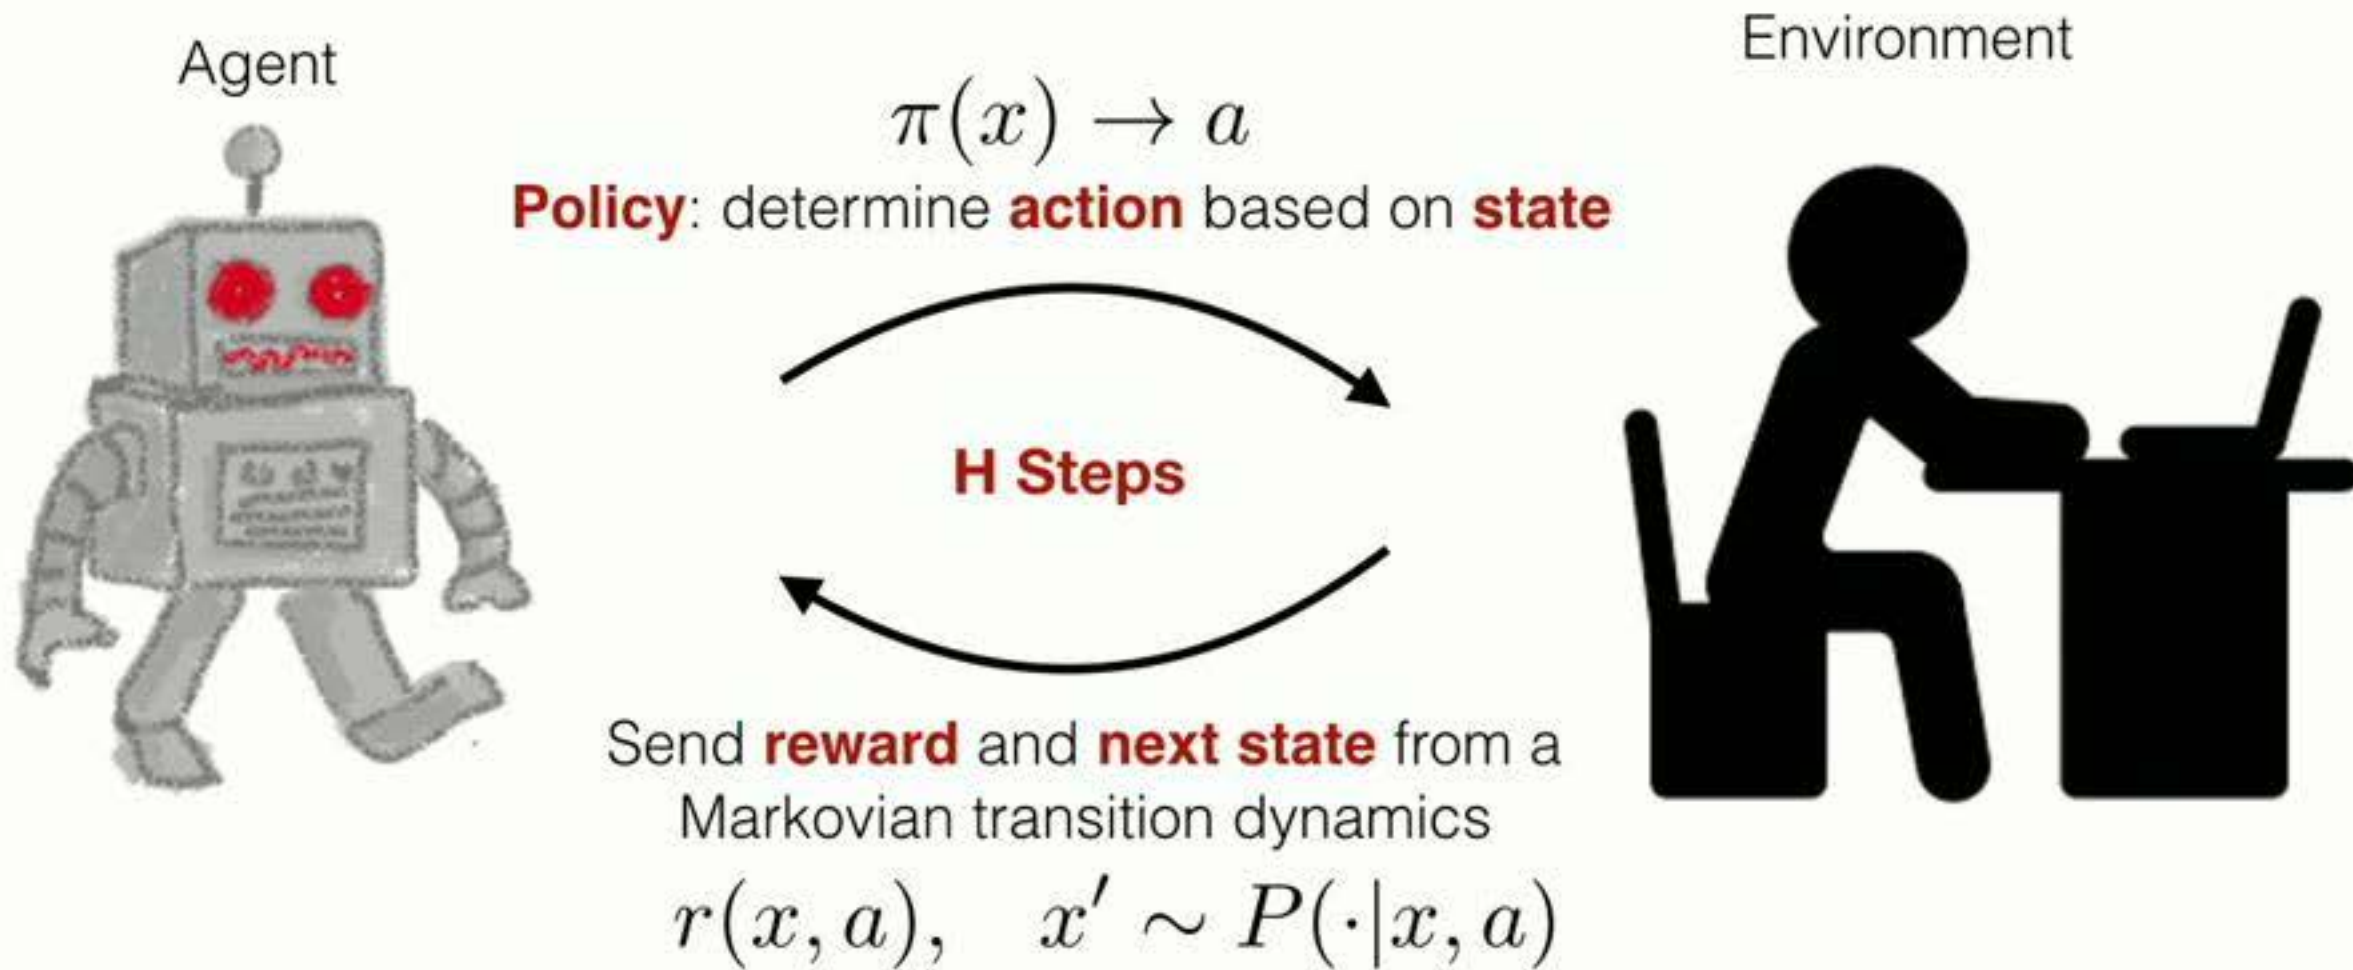 Agent
Environment
π(x) → a
Policy: determine action based on state
H Steps
Send reward and next state from a
Markovian transition dynamics
r(x, a),   x′ ∼ P(·|x, a)